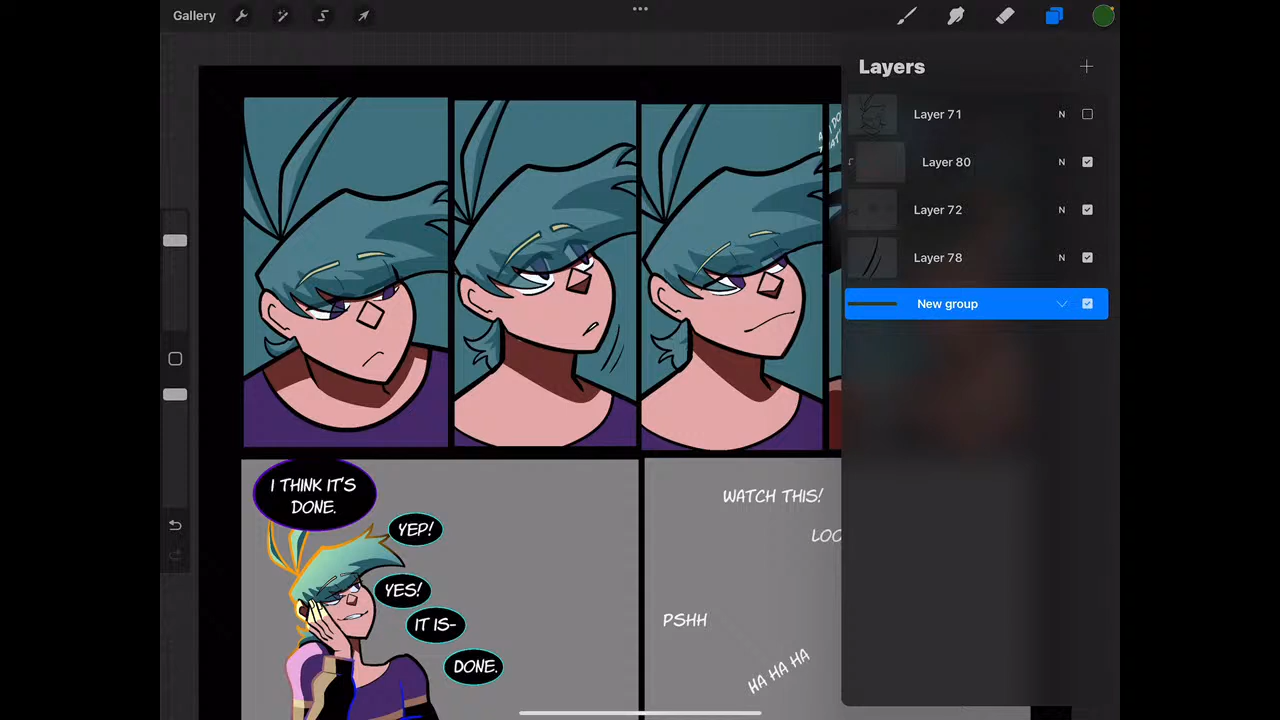 Gallery
Layers
Layer 71
N
Layer 80
N
Layer 72
N
Layer 78
N
New group
I THINK IT'S
DONE.
YEP!
YES!
IT IS-
DONE.
WATCH THIS!
LOO
PSHH
HA HA HA